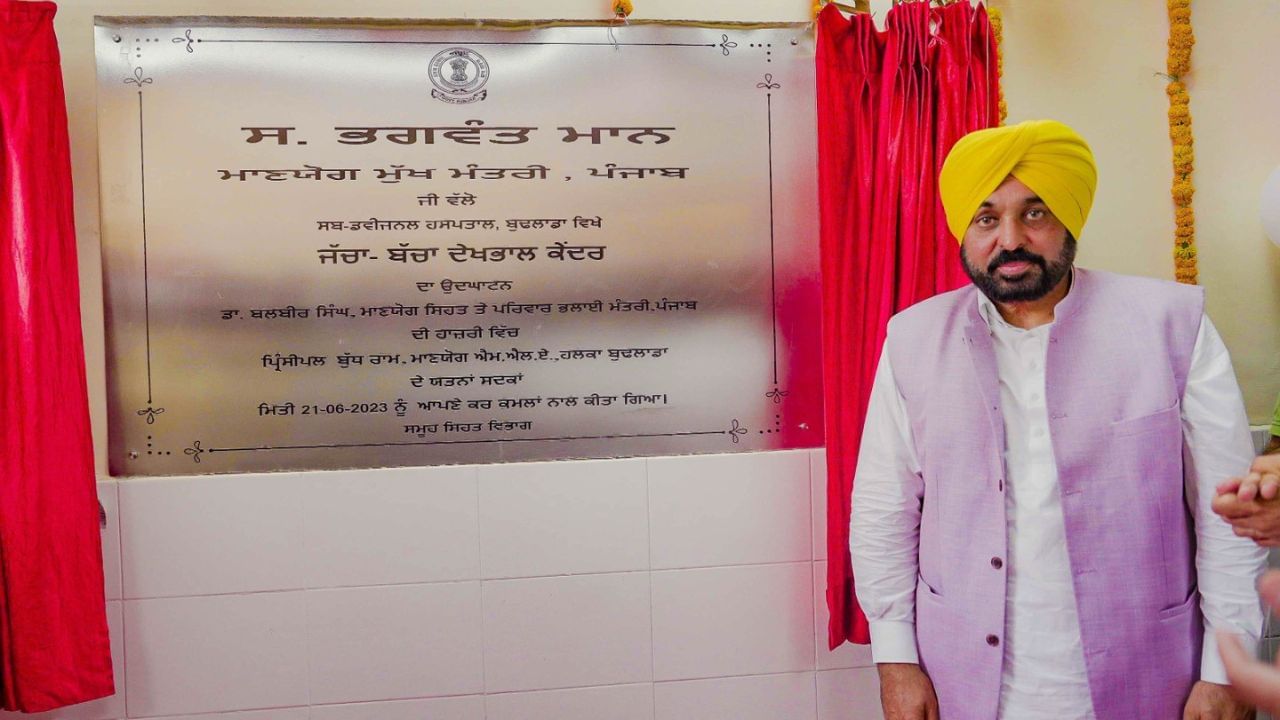 ਸ. ਭਗਵੰਤ ਮਾਨ
ਮਾਣਯੋਗ ਮੁੱਖ ਮੰਤਰੀ , ਪੰਜਾਬ
ਜੀ ਵੱਲੋ
ਸਬ-ਡਵੀਜਨਲ ਹਸਪਤਾਲ, ਬੁਢਲਾਡਾ ਵਿਖੇ
ਜੱਚਾ- ਬੱਚਾ ਦੇਖਭਾਲ ਕੇਂਦਰ
ਦਾ ਉਦਘਾਟਨ
ਡਾ. ਬਲਬੀਰ ਸਿੰਘ, ਮਾਣਯੋਗ ਸਿਹਤ ਤੇ ਪਰਿਵਾਰ ਭਲਾਈ ਮੰਤਰੀ,ਪੰਜਾਬ
ਦੀ ਹਾਜ਼ਰੀ ਵਿੱਚ
ਪ੍ਰਿੰਸੀਪਲ ਬੁੱਧ ਰਾਮ, ਮਾਣਯੋਗ ਐਮ.ਐਲ.ਏ.,ਹਲਕਾ ਬੁਢਲਾਡਾ
ਦੇ ਯਤਨਾਂ ਸਦਕਾਂ
ਮਿਤੀ 21-06-2023 ਨੂੰ ਆਪਣੇ ਕਰ ਕਮਲਾਂ ਨਾਲ ਕੀਤਾ ਗਿਆ।
ਸਮੂਹ ਸਿਹਤ ਵਿਭਾਗ